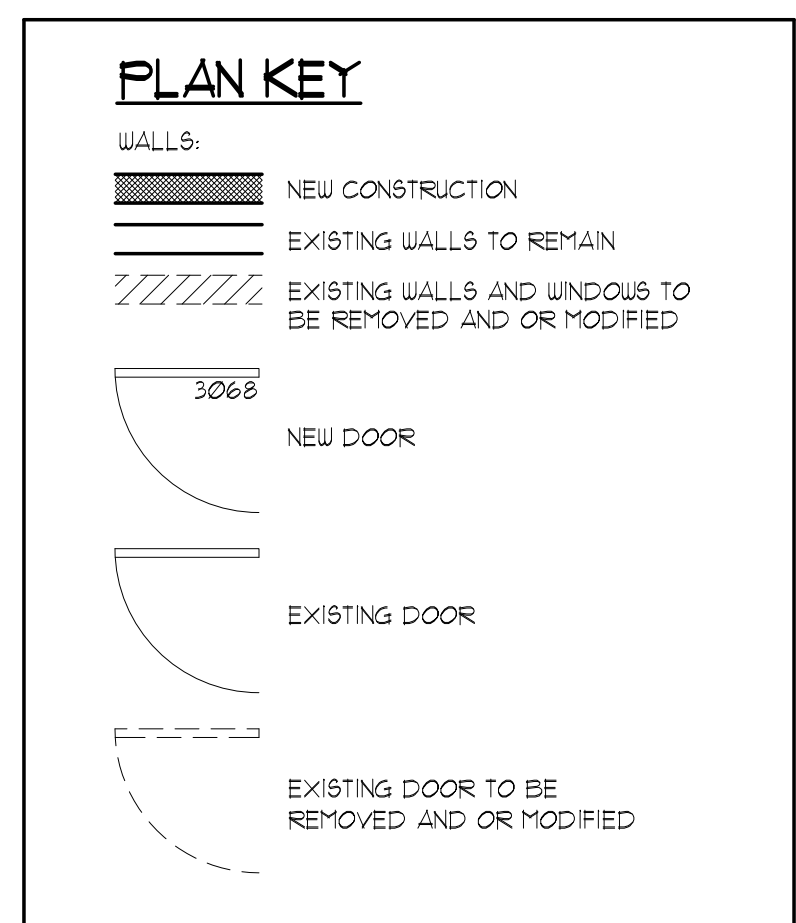 PLAN KEY
WALLS:
NEW CONSTRUCTION
EXISTING WALLS TO REMAIN
EXISTING WALLS AND WINDOWS TO
BE REMOVED AND OR MODIFIED
3068
NEW DOOR
EXISTING DOOR
EXISTING DOOR TO BE
REMOVED AND OR MODIFIED